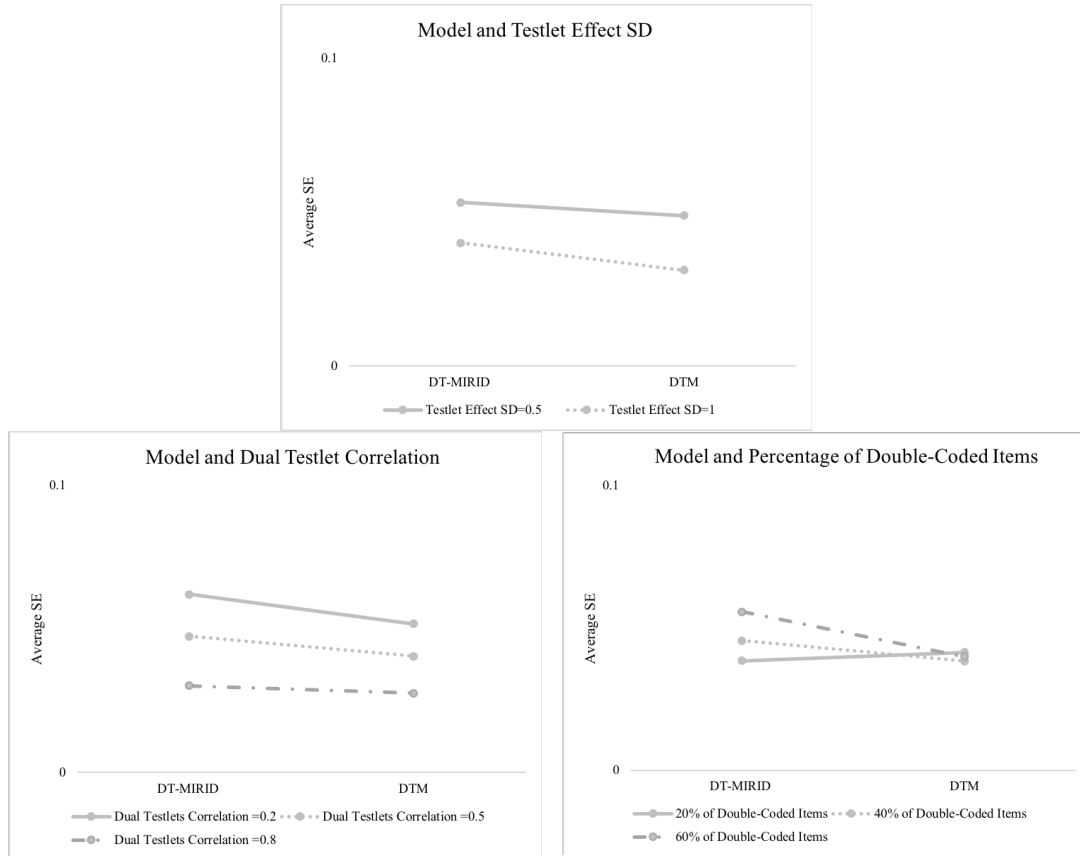 Model and Testlet Effect SD
0.1
Average SE
0
DT-MIRID DTM
Testlet Effect SD=0.5 Testlet Effect SD=1
Model and Dual Testlet Correlation
0.1
Average SE
0
DT-MIRID DTM
Dual Testlets Correlation =0.2 Dual Testlets Correlation =0.5
Dual Testlets Correlation =0.8
Model and Percentage of Double-Coded Items
0.1
Average SE
0
DT-MIRID DTM
20% of Double-Coded Items 40% of Double-Coded Items
60% of Double-Coded Items